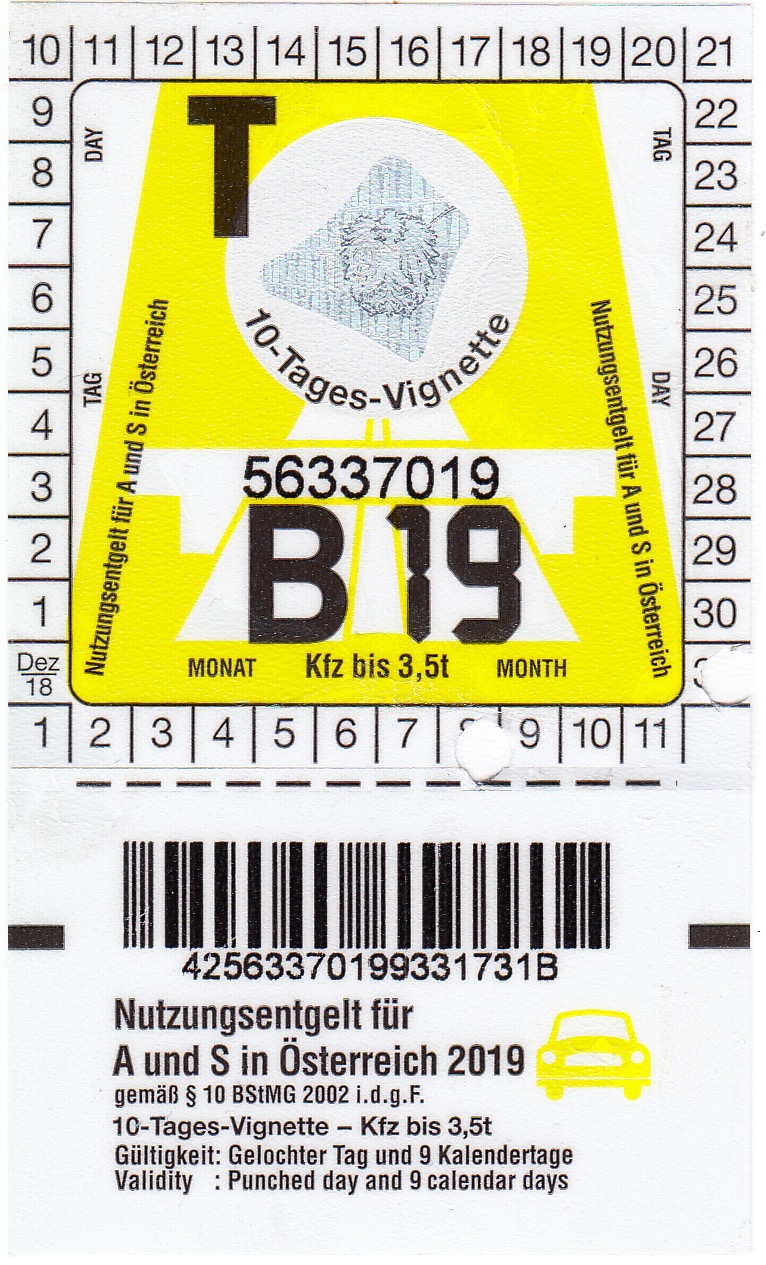 10 11 12 13 14 15 16 17 18 19 20 21
9
8
7
6
5
4
3
2
1
Dez
18
22
23
24
25
26
27
28
29
30
3
DAY
TAG
TAG
DAY
T
10-Tages-Vignette
Nutzungsentgelt für A und S in Österreich
Nutzungsentgelt für A und S in Österreich
56337019
B 19
MONAT Kfz bis 3,5t MONTH
1 2 3 4 5 6 7 8 9 10 11
42563370199331731B
Nutzungsentgelt für
A und S in Österreich 2019
gemäß § 10 BStMG 2002 i.d.g.F.
10-Tages-Vignette – Kfz bis 3,5t
Gültigkeit: Gelochter Tag und 9 Kalendertage
Validity : Punched day and 9 calendar days